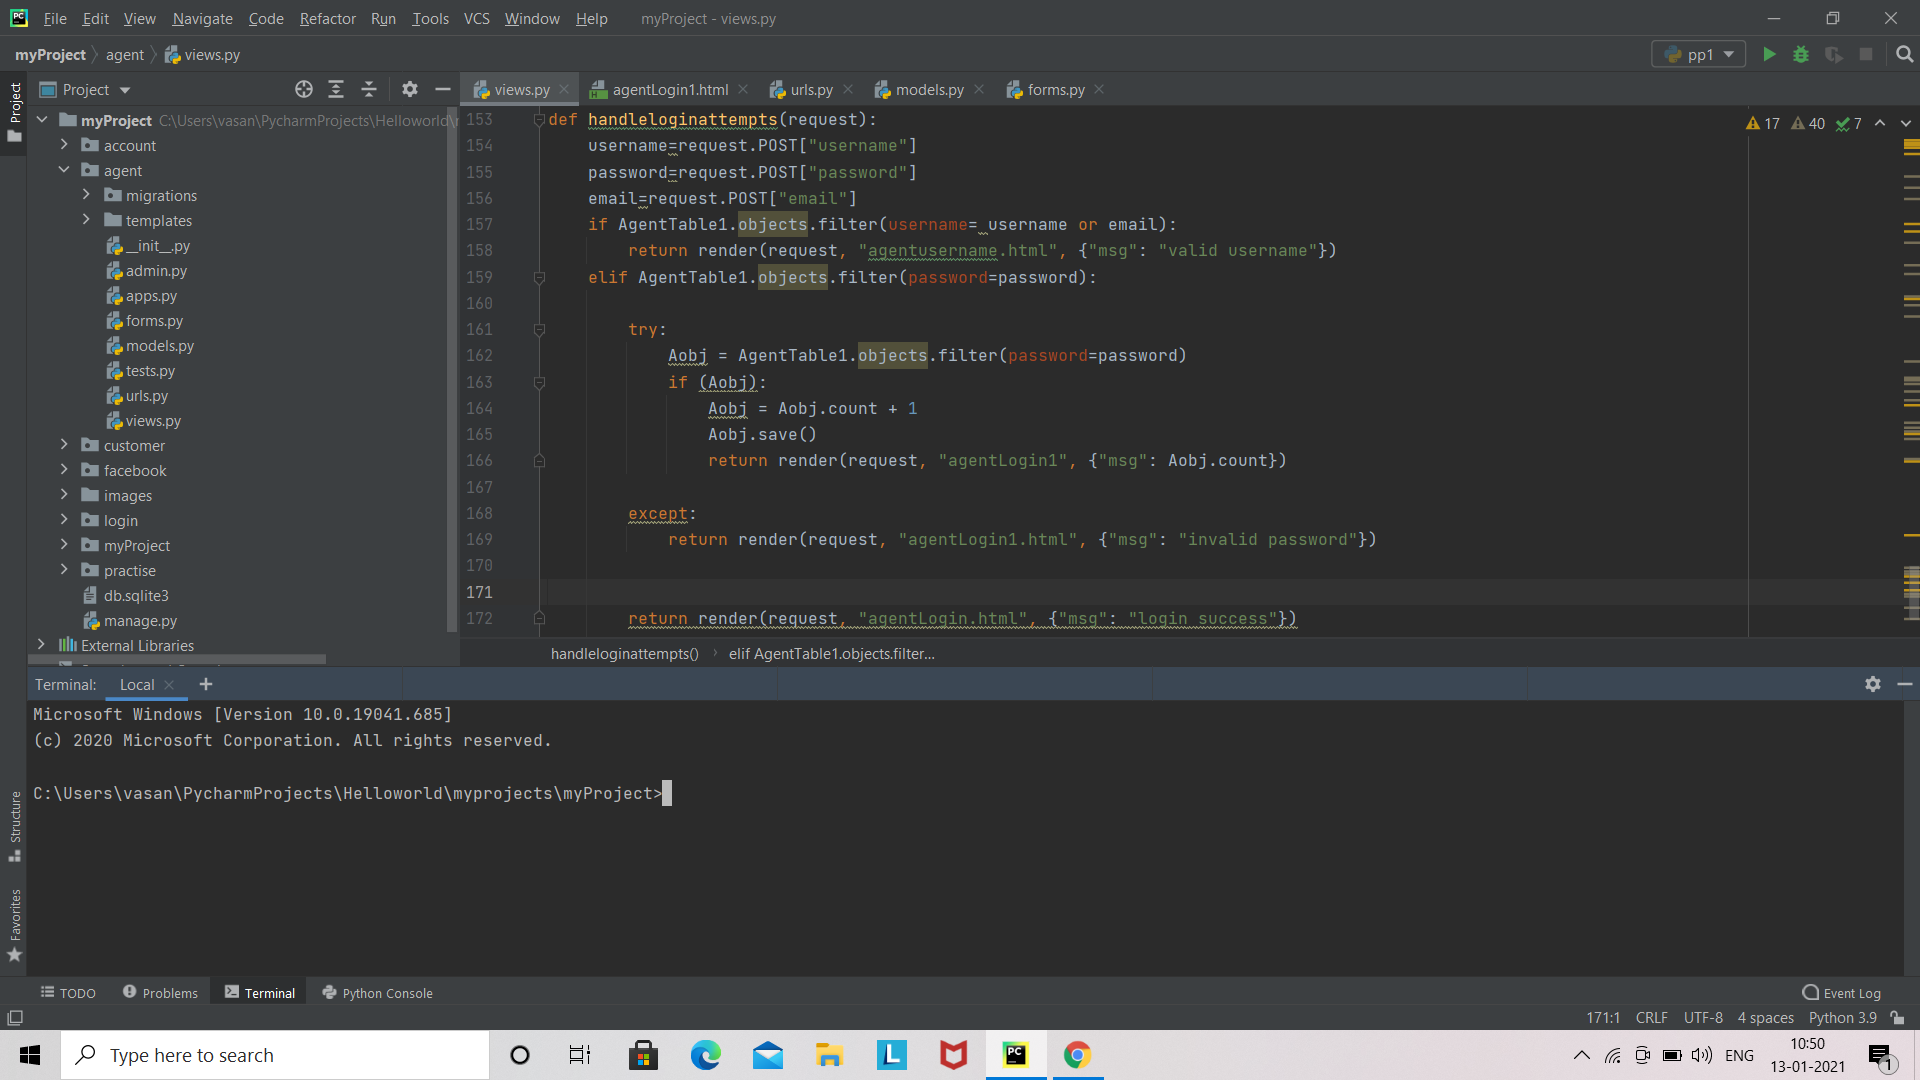 File Edit View Navigate Code Refactor Run Tools VCS Window Help myProject - views.py
myProject agent views.py pp1
Project
Project
views.py agentLogin1.html urls.py models.py forms.py
myProject C:\Users\vasan\PycharmProjects\Helloworld\
account
agent
migrations
templates
__init__.py
admin.py
apps.py
forms.py
models.py
tests.py
urls.py
views.py
customer
facebook
images
login
myProject
practise
db.sqlite3
manage.py
External Libraries
17 40 7
153 def handleloginattempts(request):
154 username=request.POST["username"]
155 password=request.POST["password"]
156 email=request.POST["email"]
157 if AgentTable1.objects.filter(username= username or email):
158 return render(request, "agentusername.html", {"msg": "valid username"})
159 elif AgentTable1.objects.filter(password=password):
160
161 try:
162 Aobj = AgentTable1.objects.filter(password=password)
163 if (Aobj):
164 Aobj = Aobj.count + 1
165 Aobj.save()
166 return render(request, "agentLogin1", {"msg": Aobj.count})
167
168 except:
169 return render(request, "agentLogin1.html", {"msg": "invalid password"})
170
171
172 return render(request, "agentLogin.html", {"msg": "login success"})
handleloginattempts() elif AgentTable1.objects.filter...
Terminal: Local
Microsoft Windows [Version 10.0.19041.685]
(c) 2020 Microsoft Corporation. All rights reserved.
C:\Users\vasan\PycharmProjects\Helloworld\myprojects\myProject>
Structure
Favorites
TODO Problems Terminal Python Console Event Log
171:1 CRLF UTF-8 4 spaces Python 3.9
Type here to search
ENG
10:50
13-01-2021
1